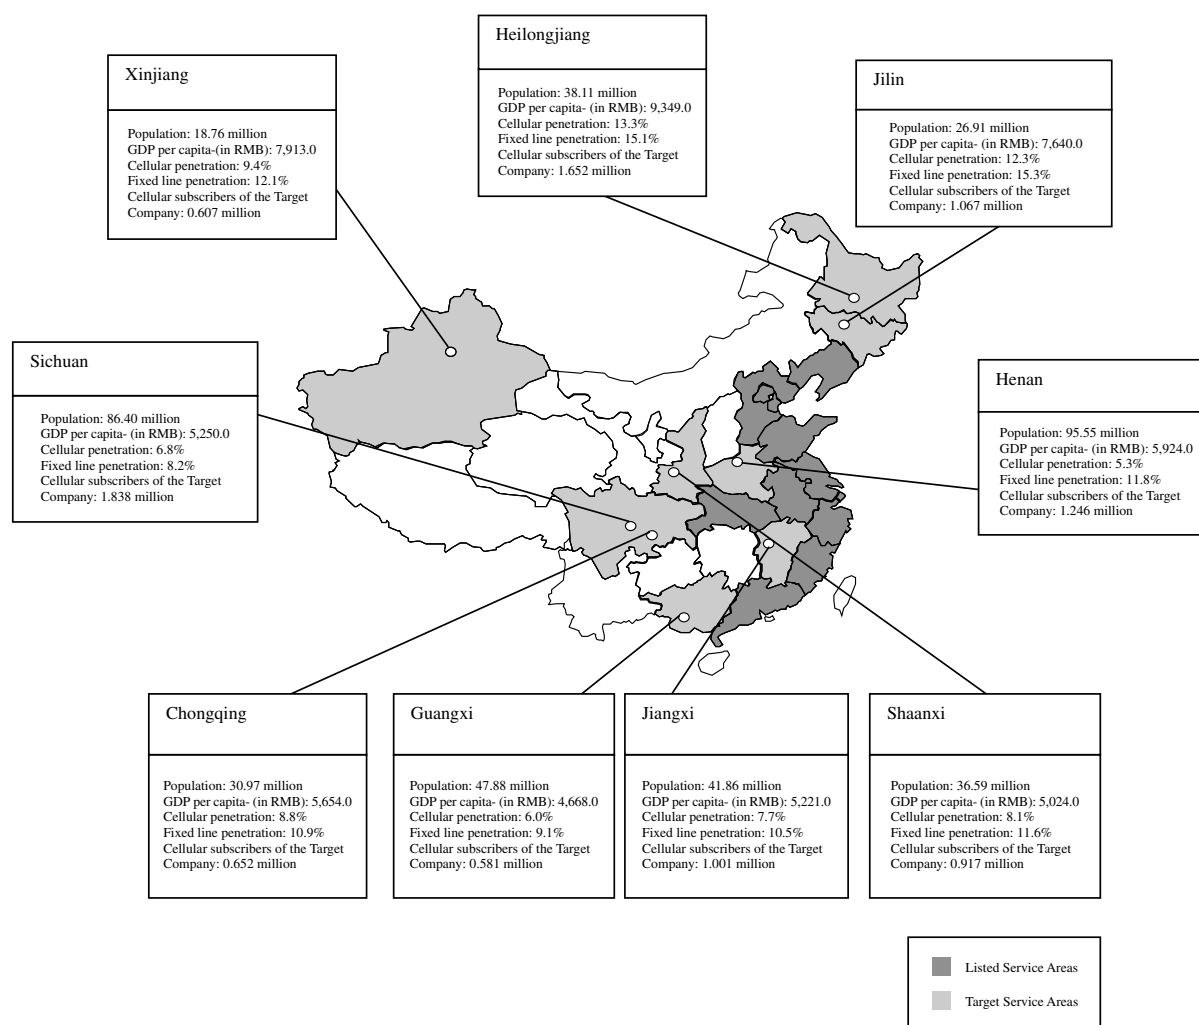 Heilongjiang
Population: 38.11 million
GDP per capita- (in RMB): 9,349.0
Cellular penetration: 13.3%
Fixed line penetration: 15.1%
Cellular subscribers of the Target
Company: 1.652 million
Xinjiang
Population: 18.76 million
GDP per capita-(in RMB): 7,913.0
Cellular penetration: 9.4%
Fixed line penetration: 12.1%
Cellular subscribers of the Target
Company: 0.607 million
Jilin
Population: 26.91 million
GDP per capita- (in RMB): 7,640.0
Cellular penetration: 12.3%
Fixed line penetration: 15.3%
Cellular subscribers of the Target
Company: 1.067 million
Sichuan
Population: 86.40 million
GDP per capita- (in RMB): 5,250.0
Cellular penetration: 6.8%
Fixed line penetration: 8.2%
Cellular subscribers of the Target
Company: 1.838 million
Henan
Population: 95.55 million
GDP per capita- (in RMB): 5,924.0
Cellular penetration: 5.3%
Fixed line penetration: 11.8%
Cellular subscribers of the Target
Company: 1.246 million
Chongqing
Population: 30.97 million
GDP per capita- (in RMB): 5,654.0
Cellular penetration: 8.8%
Fixed line penetration: 10.9%
Cellular subscribers of the Target
Company: 0.652 million
Guangxi
Population: 47.88 million
GDP per capita- (in RMB): 4,668.0
Cellular penetration: 6.0%
Fixed line penetration: 9.1%
Cellular subscribers of the Target
Company: 0.581 million
Jiangxi
Population: 41.86 million
GDP per capita- (in RMB): 5,221.0
Cellular penetration: 7.7%
Fixed line penetration: 10.5%
Cellular subscribers of the Target
Company: 1.001 million
Shaanxi
Population: 36.59 million
GDP per capita- (in RMB): 5,024.0
Cellular penetration: 8.1%
Fixed line penetration: 11.6%
Cellular subscribers of the Target
Company: 0.917 million
Listed Service Areas
Target Service Areas